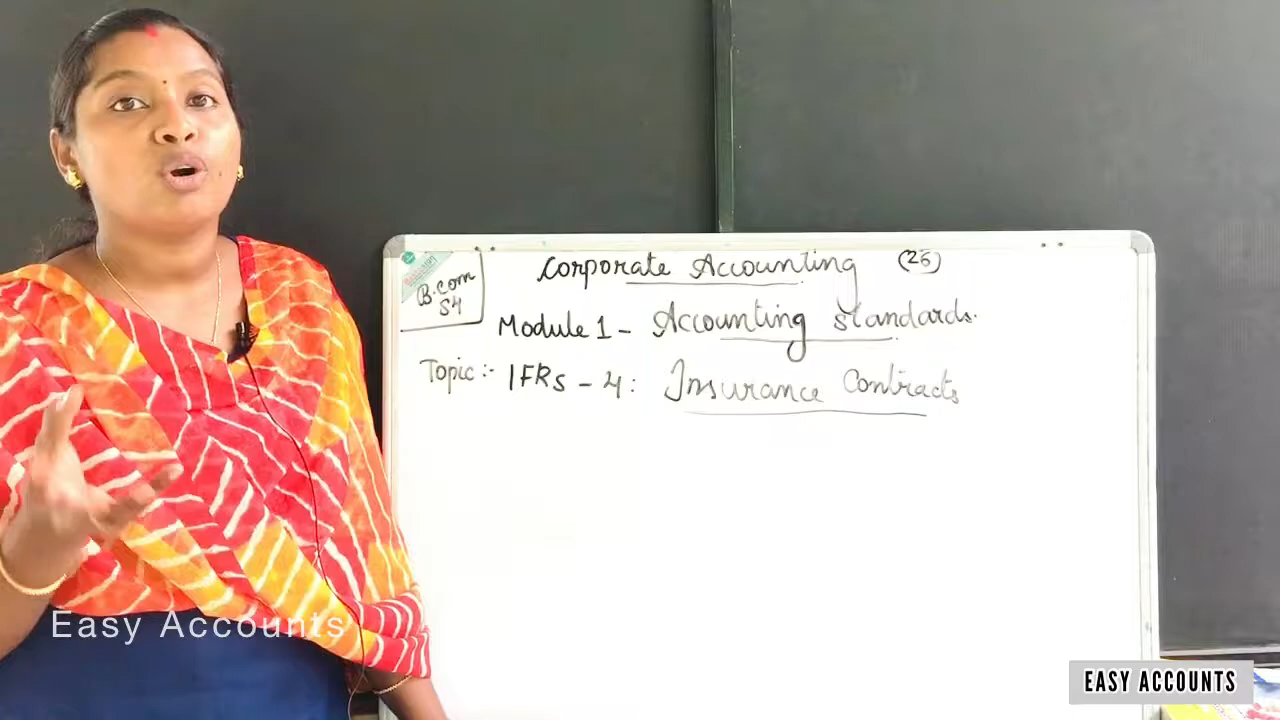 B.com
S4
Corporate Accounting (26)
Module 1 - Accounting Standards.
Topic :- IFRS - 4 : Insurance Contracts
Easy Accounts
EASY ACCOUNTS